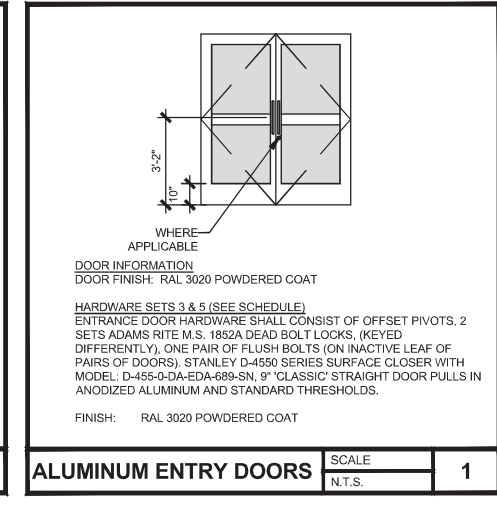 3'-2"
10"
WHERE
APPLICABLE
DOOR INFORMATION
DOOR FINISH: RAL 3020 POWDERED COAT
HARDWARE SETS 3 & 5 (SEE SCHEDULE)
ENTRANCE DOOR HARDWARE SHALL CONSIST OF OFFSET PIVOTS, 2
SETS ADAMS RITE M.S. 1852A DEAD BOLT LOCKS, (KEYED
DIFFERENTLY), ONE PAIR OF FLUSH BOLTS (ON INACTIVE LEAF OF
PAIRS OF DOORS). STANLEY D-4550 SERIES SURFACE CLOSER WITH
MODEL: D-455-0-DA-EDA-689-SN, 9" 'CLASSIC' STRAIGHT DOOR PULLS IN
ANODIZED ALUMINUM AND STANDARD THRESHOLDS.
FINISH: RAL 3020 POWDERED COAT
ALUMINUM ENTRY DOORS
SCALE
N.T.S.
1